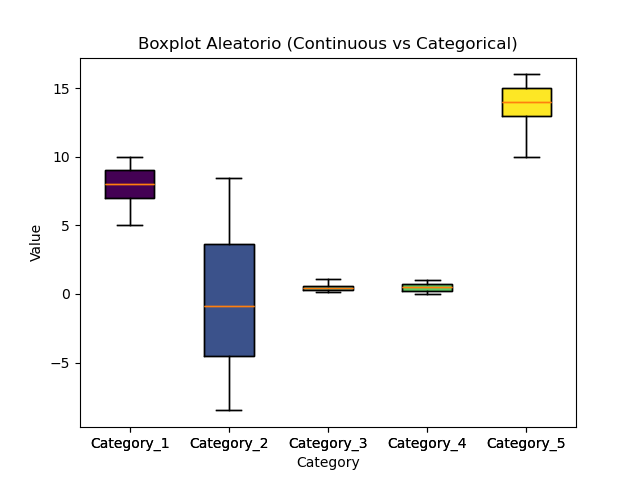 Boxplot Aleatorio (Continuous vs Categorical)
15
10
5
0
−5
Value
Category_1 Category_2 Category_3 Category_4 Category_5
Category